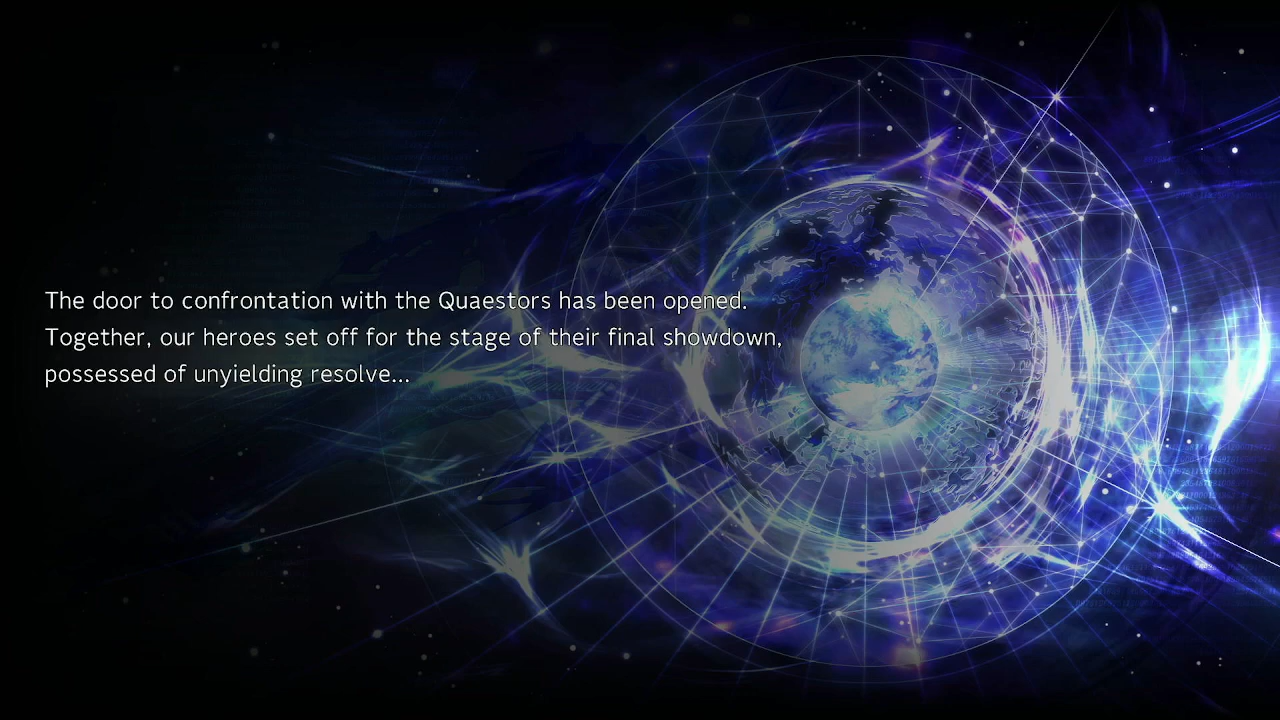 The door to confrontation with the Quaestors has been opened.
Together, our heroes set off for the stage of their final showdown,
possessed of unyielding resolve...